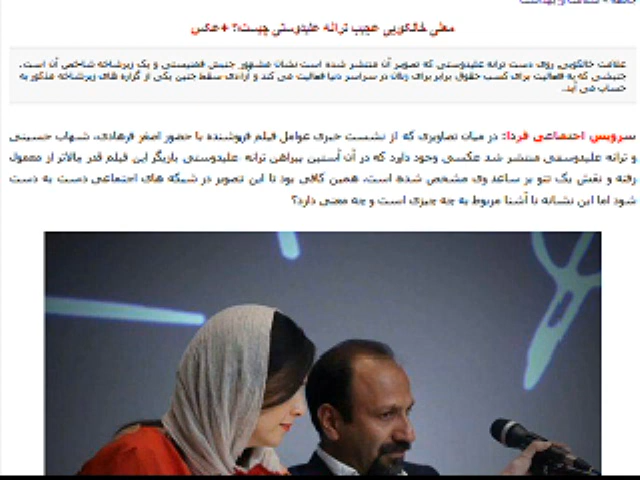 جامعه » سلامت و بهداشت
معنی خالکوبی عجیب ترانه علیدوستی چیست؟ +عکس
علامت خالکوبی روی دست ترانه علیدوستی که تصویر آن منتشر شده است نشان مشهور جنبش فمنیستی و یک زیرشاخه شاخص آن است.
جنبشی که به فعالیت برای کسب حقوق برابر برای زنان در سراسر دنیا فعالیت می کند و آزادی سقط جنین یکی از گزاره های زیرشاخه مذکور به
حساب می آید.
سرویس اجتماعی فردا: در میان تصاویری که از نشست خبری عوامل فیلم فروشنده با حضور اصغر فرهادی، شهاب حسینی
و ترانه علیدوستی منتشر شد عکسی وجود دارد که در آن آستین پیراهن ترانه علیدوستی بازیگر این فیلم قدر بالاتر از معمول
رفته و نقش یک تتو بر ساعد وی مشخص شده است. همین کافی بود تا این تصویر در شبکه های اجتماعی دست به دست
شود اما این نشانه نا آشنا مربوط به چه چیزی است و چه معنی دارد؟